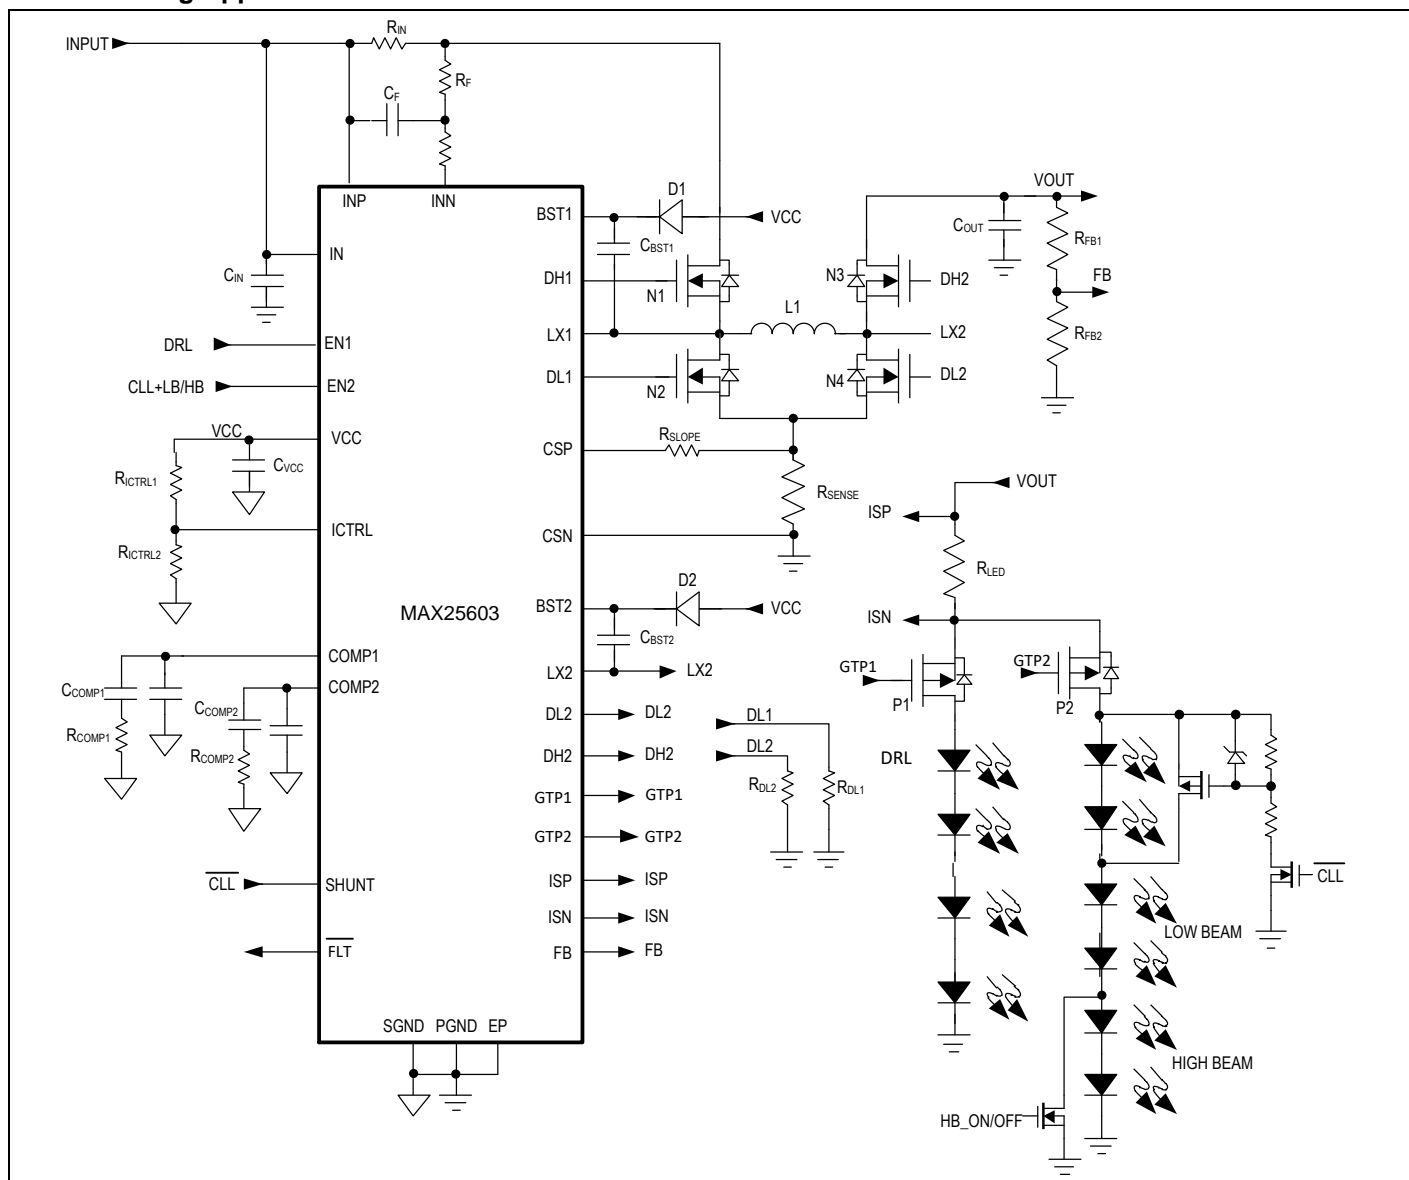 INPUT
RIN
RF
CF
INP
INN
IN
CIN
DRL
EN1
CLL+LB/HB
EN2
VCC
VCC
CVCC
RICTRL1
ICTRL
RICTRL2
MAX25603
COMP1
COMP2
CCOMP1
RCOMP1
CCOMP2
RCOMP2
CLL
SHUNT
FLT
SGND
PGND
EP
BST1
D1
VCC
CBST1
DH1
N1
LX1
DL1
N2
L1
N3
DH2
LX2
N4
DL2
COUT
VOUT
RFB1
FB
RFB2
CSP
RSLOPE
RSENSE
CSN
BST2
D2
VCC
CBST2
LX2
LX2
DL2
DL2
DH2
DH2
GTP1
GTP1
GTP2
GTP2
ISP
ISP
ISN
ISN
FB
FB
DL1
DL2
RDL2
RDL1
VOUT
ISP
RLED
ISN
GTP1
P1
GTP2
P2
DRL
CLL
LOW BEAM
HIGH BEAM
HB_ON/OFF